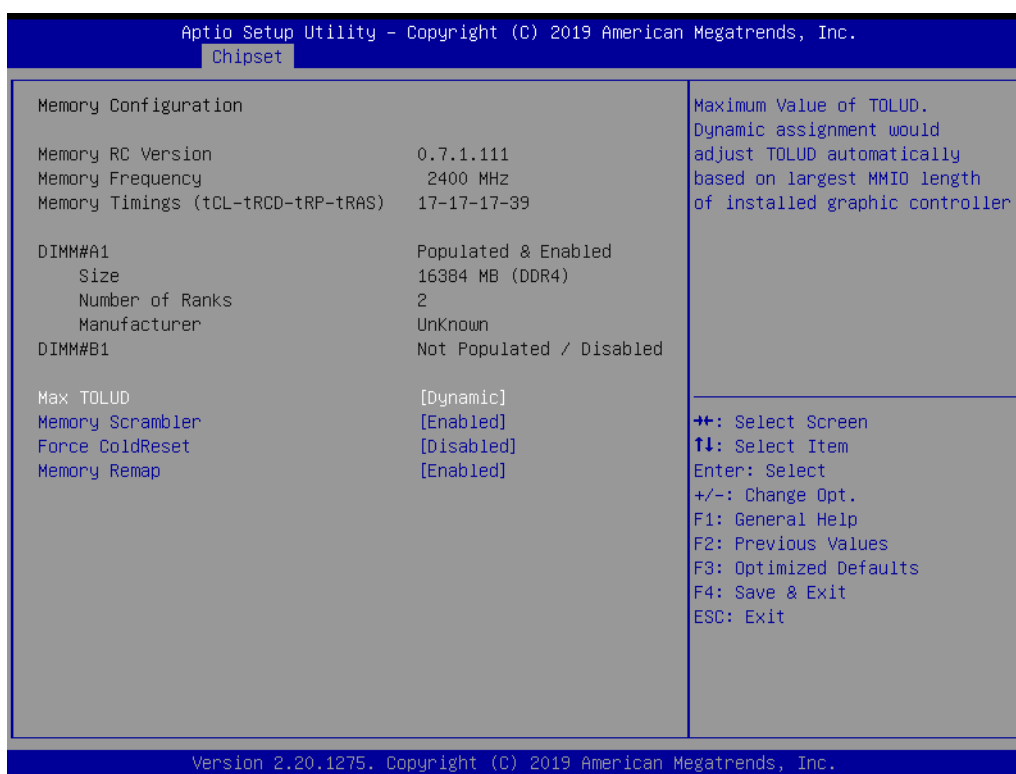 Aptio Setup Utility – Copyright (C) 2019 American Megatrends, Inc.
Chipset
Memory Configuration
Memory RC Version 0.7.1.111
Memory Frequency 2400 MHz
Memory Timings (tCL-tRCD-tRP-tRAS) 17-17-17-39
DIMM#A1 Populated & Enabled
Size 16384 MB (DDR4)
Number of Ranks 2
Manufacturer UnKnown
DIMM#B1 Not Populated / Disabled
Max TOLUD [Dynamic]
Memory Scrambler [Enabled]
Force ColdReset [Disabled]
Memory Remap [Enabled]
Maximum Value of TOLUD.
Dynamic assignment would
adjust TOLUD automatically
based on largest MMIO length
of installed graphic controller
→←: Select Screen
↑↓: Select Item
Enter: Select
+/-: Change Opt.
F1: General Help
F2: Previous Values
F3: Optimized Defaults
F4: Save & Exit
ESC: Exit
Version 2.20.1275. Copyright (C) 2019 American Megatrends, Inc.